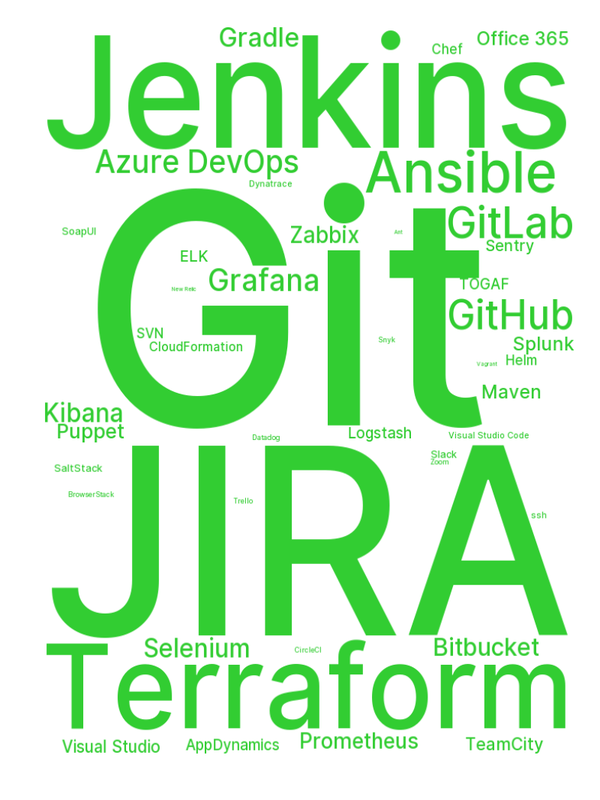 Gradle
Office 365
Chef
Jenkins
Azure DevOps
Ansible
Dynatrace
GitLab
SoapUI
Zabbix
Ant
Sentry
ELK
Grafana
New Relic
TOGAF
Git
GitHub
SVN
CloudFormation
Snyk
Splunk
Helm
Vagrant
Maven
Kibana
Puppet
Datadog
Logstash
Visual Studio Code
Slack
Zoom
SaltStack
BrowserStack
Trello
ssh
JIRA
Selenium
CircleCI
Bitbucket
Terraform
Visual Studio
AppDynamics
Prometheus
TeamCity